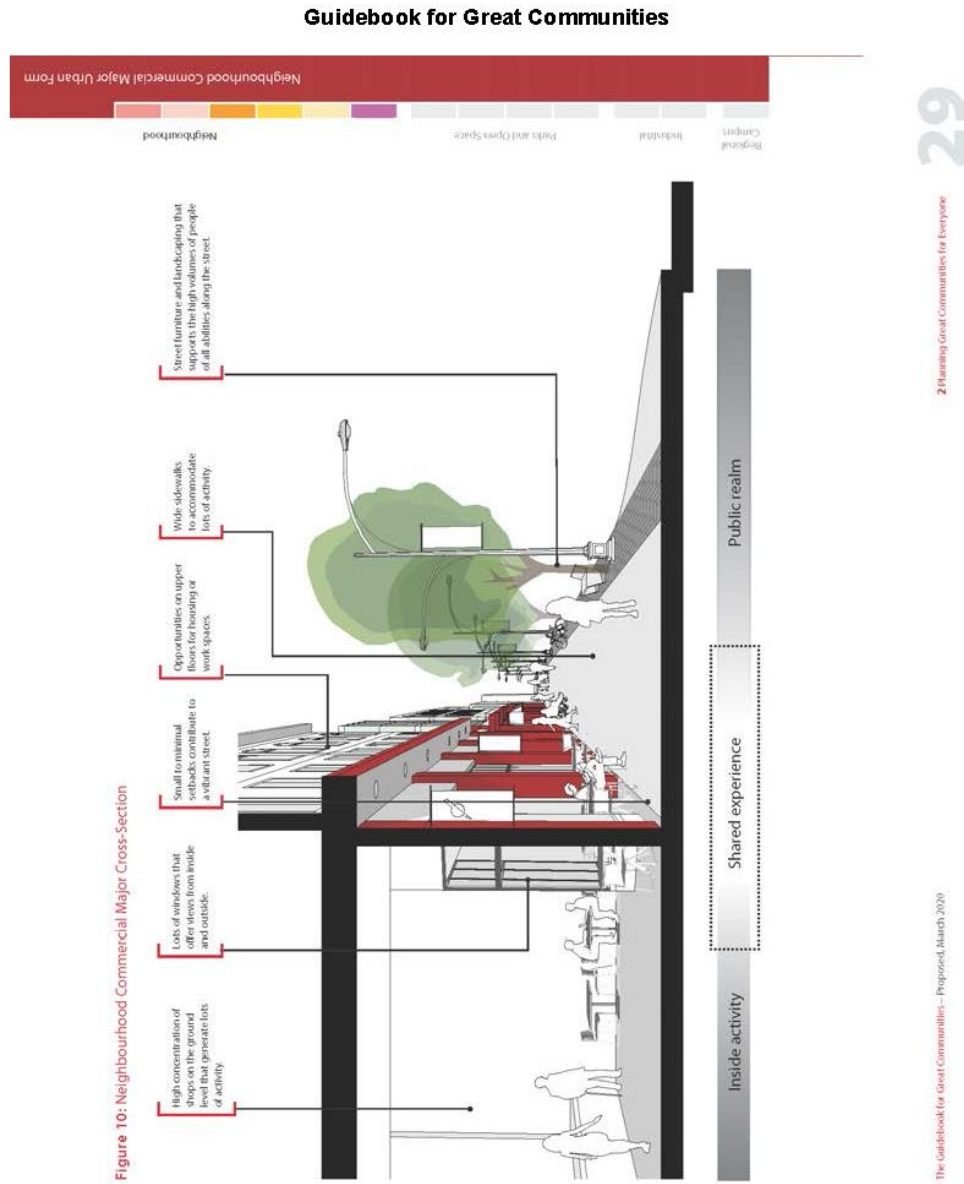 Guidebook for Great Communities
Neighbourhood Commercial Major Urban Form
Neighbourhood
Parks and Open Space
Industrial
Regional
Campus
Figure 10: Neighbourhood Commercial Major Cross-Section
High concentration of
shops on the ground
level that generate lots
of activity.
Lots of windows that
offer views from inside
and outside.
Small to minimal
setbacks contribute to
a vibrant street.
Opportunities on upper
floors for housing or
work spaces.
Wide sidewalks
to accommodate
lots of activity.
Street furniture and landscaping that
supports the high volumes of people
of all abilities along the street.
Inside activity
Shared experience
Public realm
The Guidebook for Great Communities – Proposed, March 2020
2 Planning Great Communities for Everyone
29